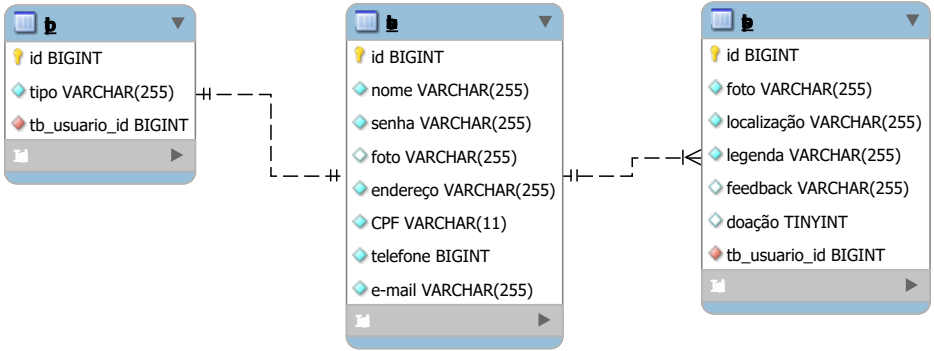 id BIGINT
tipo VARCHAR(255)
tb_usuario_id BIGINT
id BIGINT
nome VARCHAR(255)
senha VARCHAR(255)
foto VARCHAR(255)
endereço VARCHAR(255)
CPF VARCHAR(11)
telefone BIGINT
e-mail VARCHAR(255)
id BIGINT
foto VARCHAR(255)
localização VARCHAR(255)
legenda VARCHAR(255)
feedback VARCHAR(255)
doação TINYINT
tb_usuario_id BIGINT